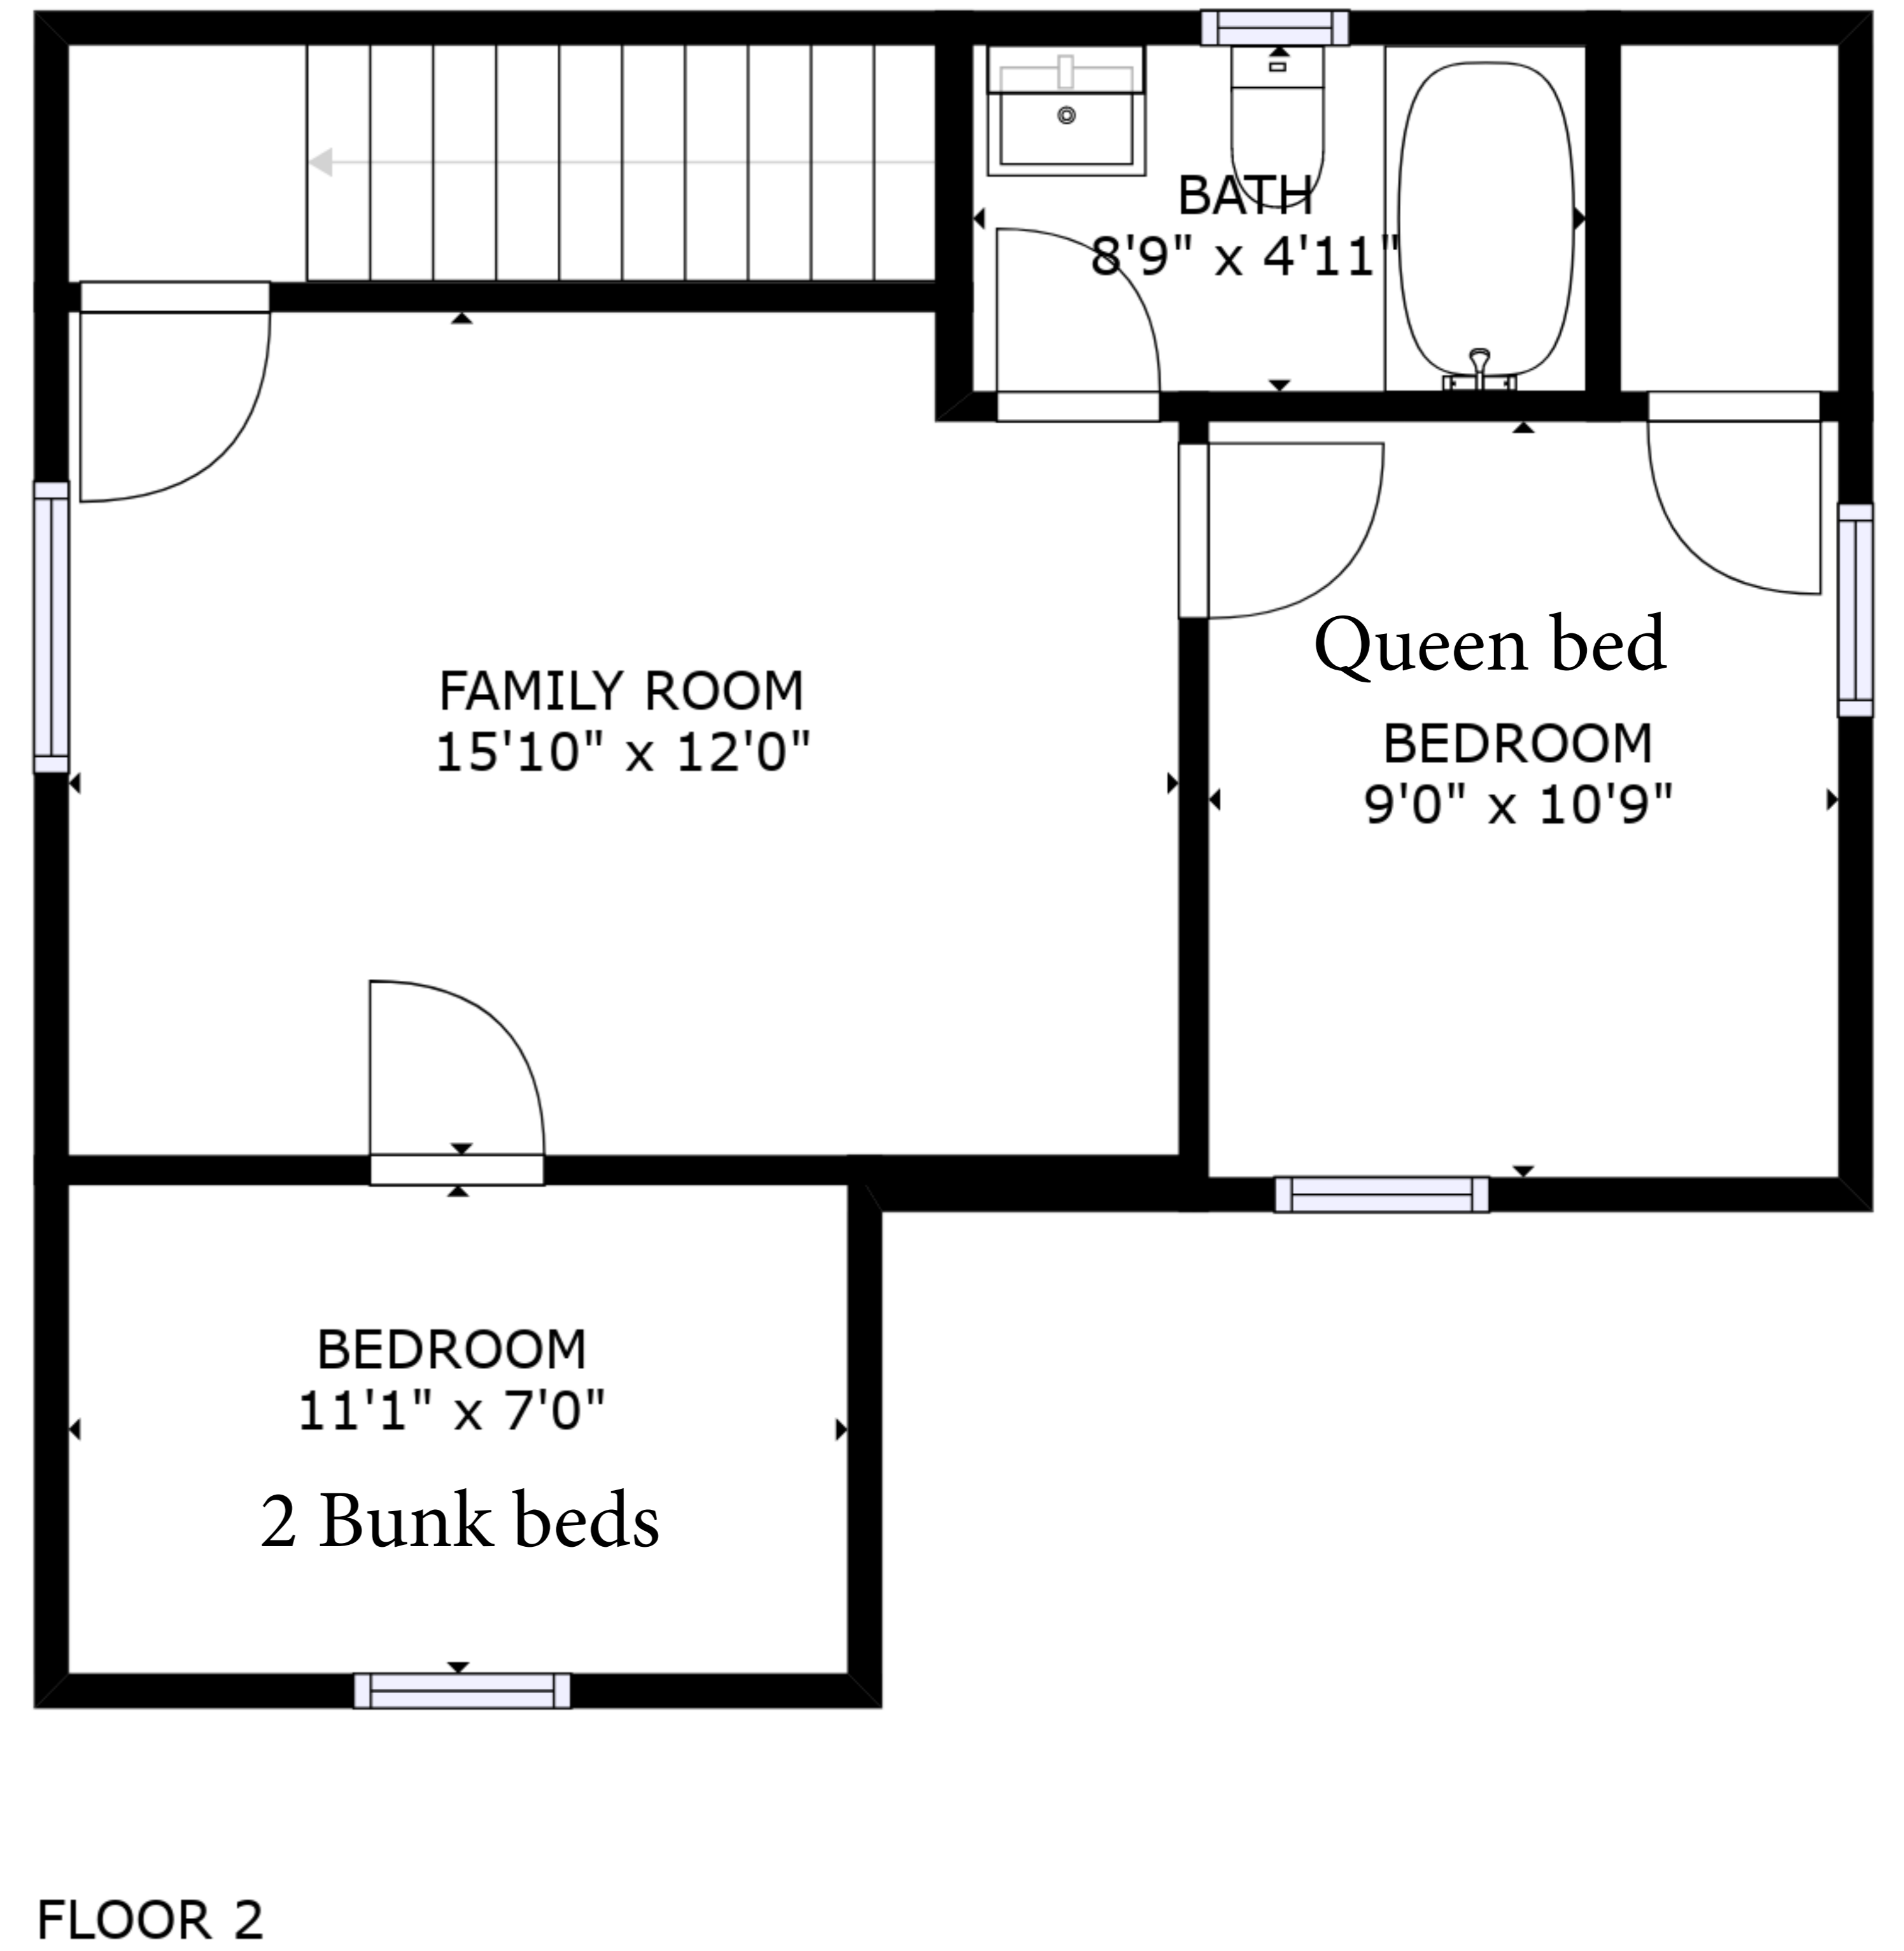 BATH
8'9" x 4'11"
FAMILY ROOM
15'10" x 12'0"
Queen bed
BEDROOM
9'0" x 10'9"
BEDROOM
11'1" x 7'0"
2 Bunk beds
FLOOR 2